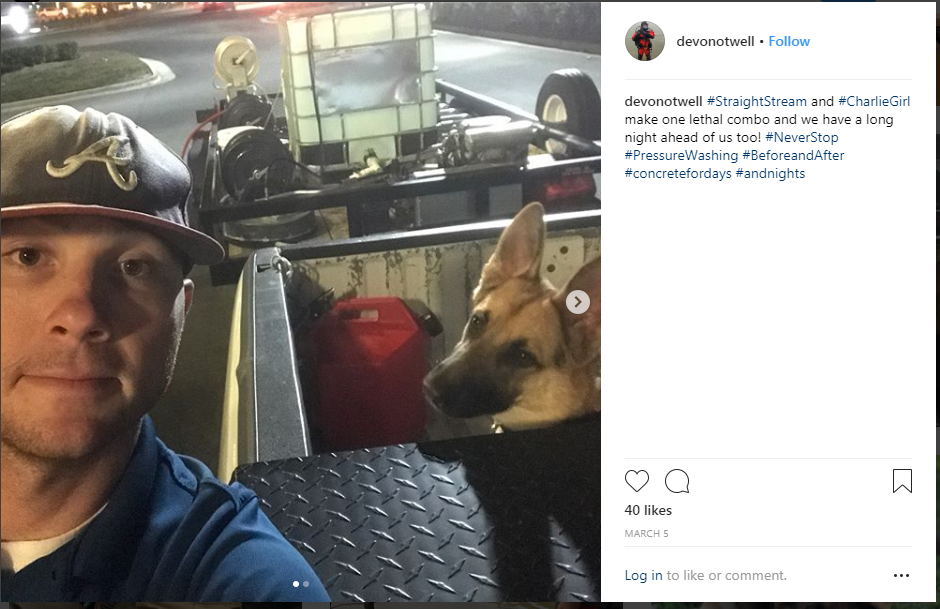 devonotwell • Follow
devonotwell #StraightStream and #CharlieGirl
make one lethal combo and we have a long
night ahead of us too! #NeverStop
#PressureWashing #BeforeandAfter
#concretefordays #andnights
40 likes
MARCH 5
Log in to like or comment.
A